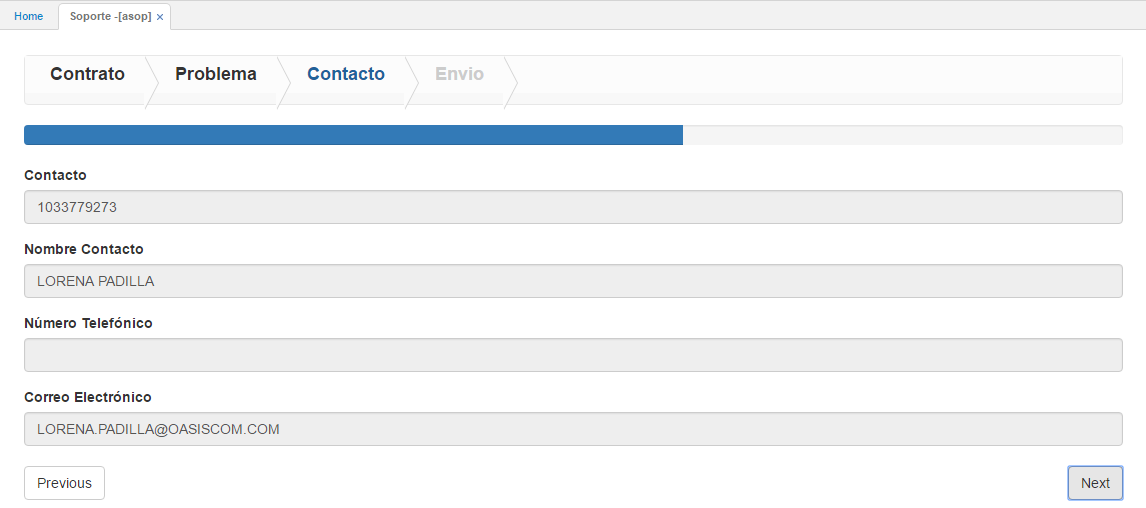 Home Soporte -[asop] ×
Contrato Problema Contacto Envio
Contacto
1033779273
Nombre Contacto
LORENA PADILLA
Número Telefónico
Correo Electrónico
LORENA.PADILLA@OASISCOM.COM
Previous Next